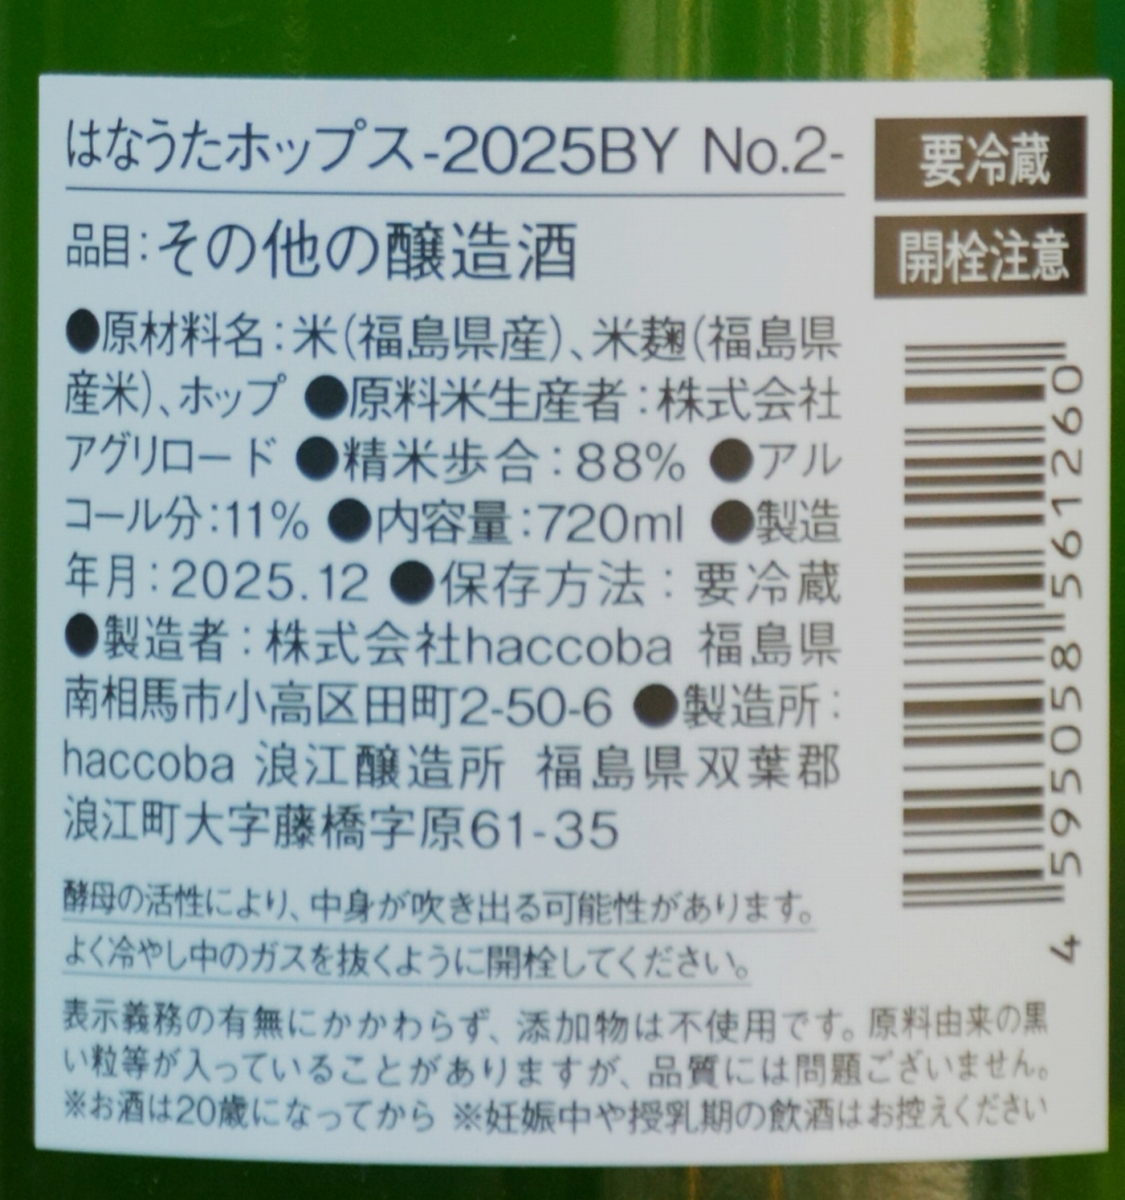 はなうたホップス-2025BY No.2-
要冷蔵
開栓注意
品目:その他の醸造酒
●原材料名:米(福島県産)、米麹(福島県
産米)、ホップ ●原料米生産者:株式会社
アグリロード ●精米歩合:88% ●アル
コール分:11% ●内容量:720ml ●製造
年月:2025.12 ●保存方法:要冷蔵
●製造者:株式会社haccoba 福島県
南相馬市小高区田町2-50-6 ●製造所:
haccoba 浪江醸造所 福島県双葉郡
浪江町大字藤橋字原61-35
酵母の活性により、中身が吹き出る可能性があります。
よく冷やし中のガスを抜くように開栓してください。
表示義務の有無にかかわらず、添加物は不使用です。原料由来の黒
い粒等が入っていることがありますが、品質には問題ございません。
※お酒は20歳になってから ※妊娠中や授乳期の飲酒はお控えください
4 595058 561260